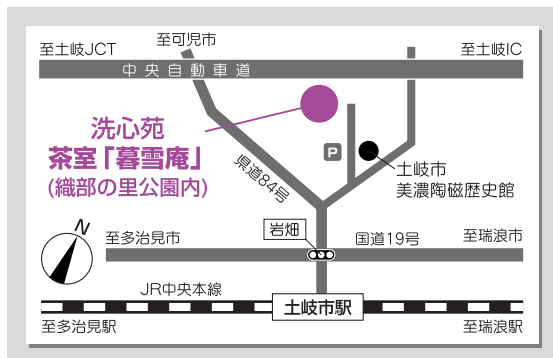 至可児市
至土岐JCT
至土岐IC
中央自動車道
洗心苑
茶室「暮雪庵」
(織部の里公園内)
P
県道84号
土岐市
美濃陶磁歴史館
N
岩畑
至多治見市
国道19号
至瑞浪市
JR中央本線
土岐市駅
至多治見駅
至瑞浪駅